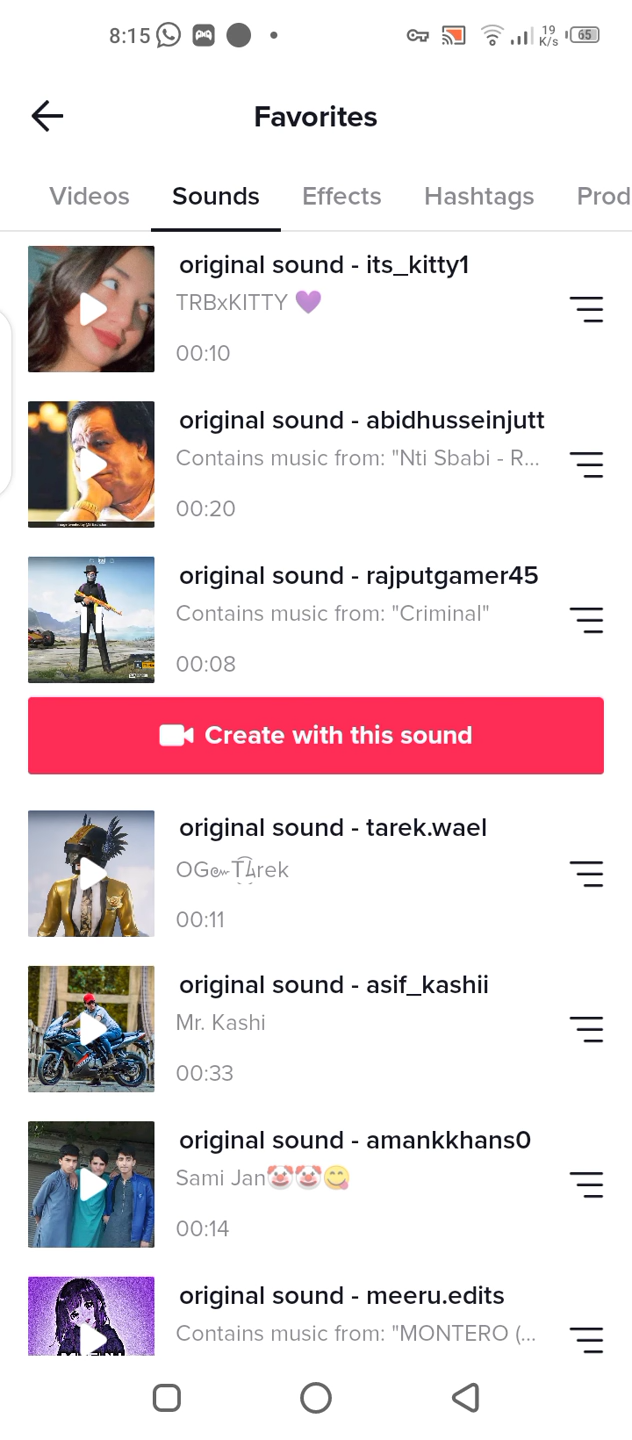 8:15
19
K/s
65
Favorites
Videos Sounds Effects Hashtags Prod
original sound - its_kitty1
TRBxKITTY 💜
00:10
original sound - abidhusseinjutt
Contains music from: "Nti Sbabi - R...
00:20
original sound - rajputgamer45
Contains music from: "Criminal"
00:08
Create with this sound
original sound - tarek.wael
00:11
original sound - asif_kashii
Mr. Kashi
00:33
original sound - amankkhans0
Sami Jan🤡🤡😋
00:14
original sound - meeru.edits
Contains music from: "MONTERO (...